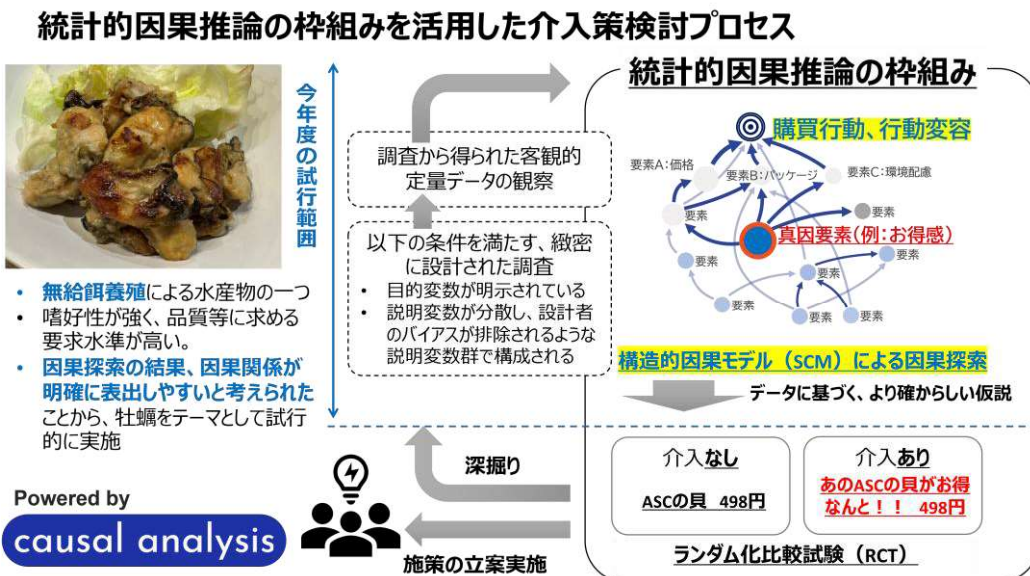 統計的因果推論の枠組みを活用した介入策検討プロセス
今年度の試行範囲
• 無給餌養殖による水産物の一つ
• 嗜好性が強く、品質等に求める
要求水準が高い。
• 因果探索の結果、因果関係が
明確に表出しやすいと考えられた
ことから、牡蠣をテーマとして試行
的に実施
Powered by
causal analysis
調査から得られた客観的
定量データの観察
以下の条件を満たす、緻密
に設計された調査
• 目的変数が明示されている
• 説明変数が分散し、設計者
のバイアスが排除されるような
説明変数群で構成される
深掘り
施策の立案実施
統計的因果推論の枠組み
購買行動、行動変容
要素A:価格
要素B:パッケージ
要素C:環境配慮
要素
要素
真因要素(例:お得感)
要素
要素
要素
要素
要素
要素
構造的因果モデル(SCM)による因果探索
データに基づく、より確からしい仮説
介入なし
ASCの貝 498円
介入あり
あのASCの貝がお得
なんと!! 498円
ランダム化比較試験(RCT)